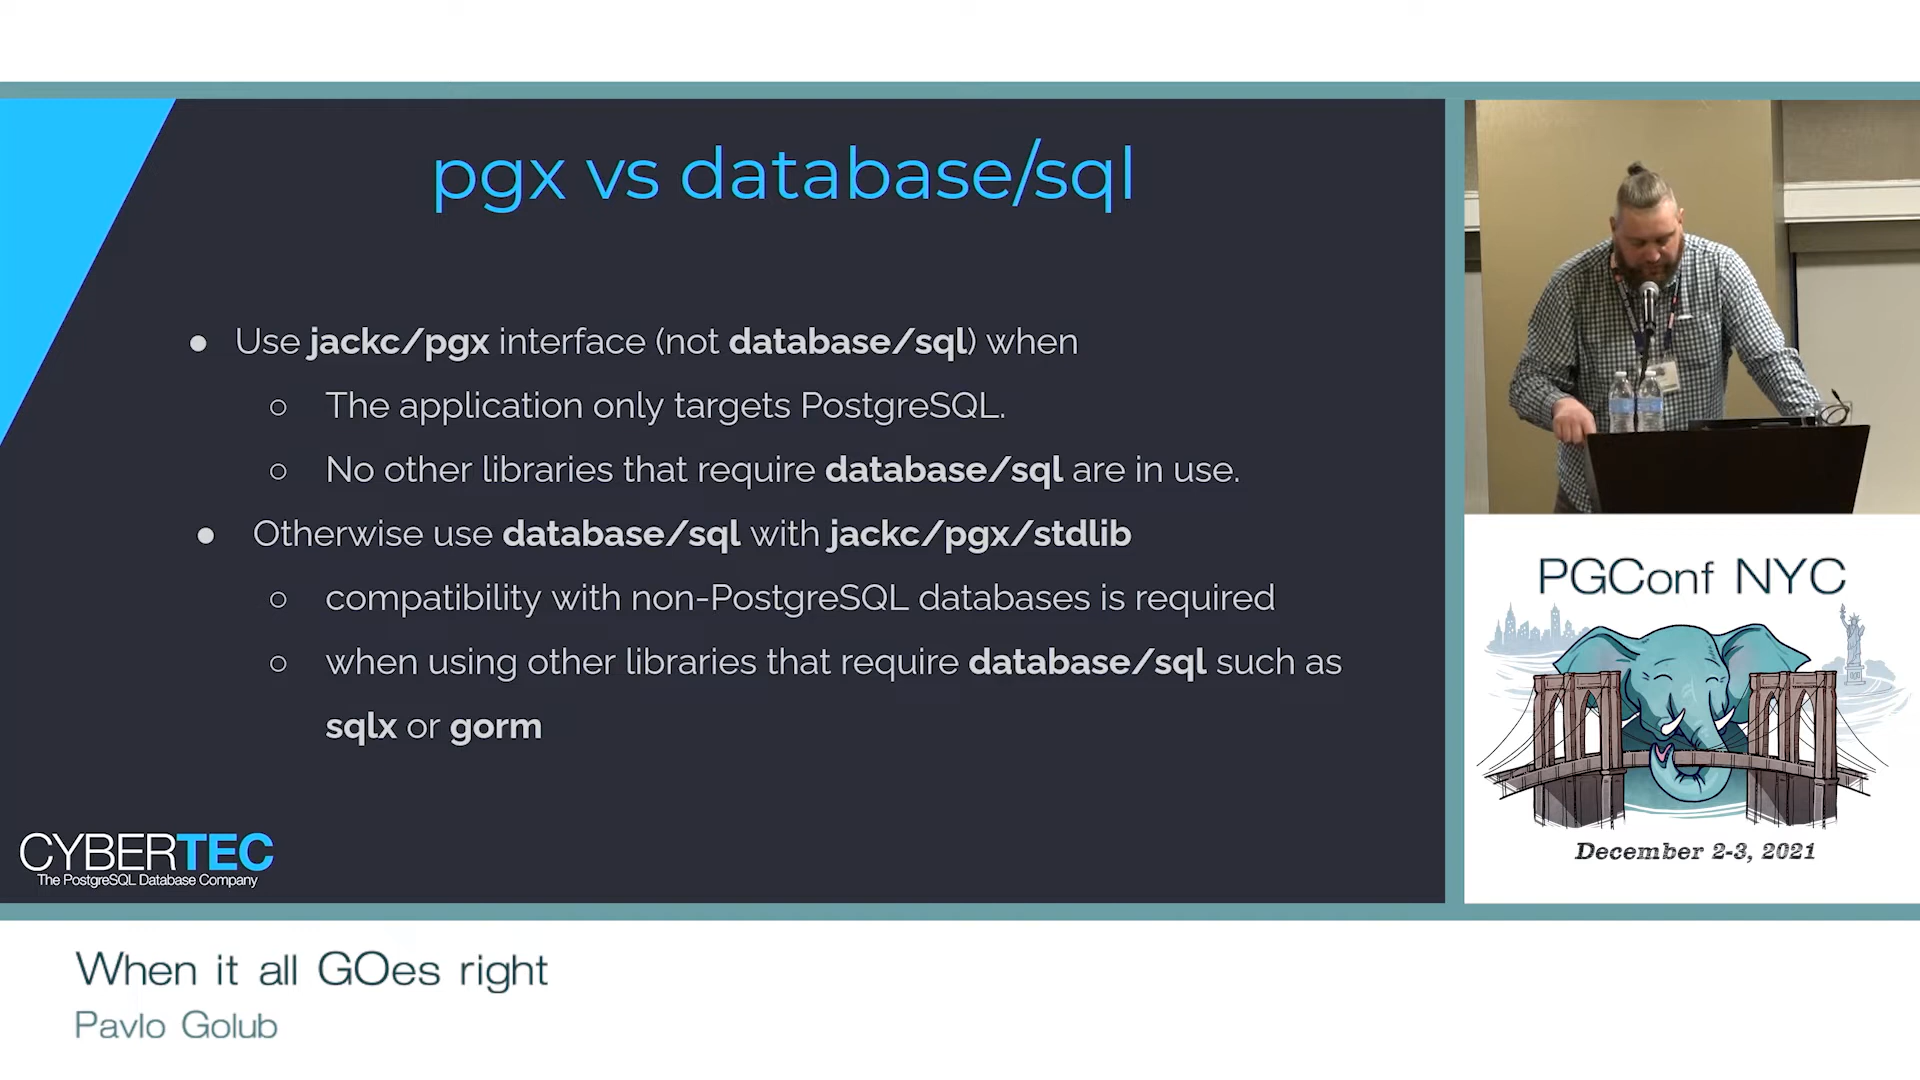 pgx vs database/sql
● Use jackc/pgx interface (not database/sql) when
○ The application only targets PostgreSQL.
○ No other libraries that require database/sql are in use.
● Otherwise use database/sql with jackc/pgx/stdlib
○ compatibility with non-PostgreSQL databases is required
○ when using other libraries that require database/sql such as
sqlx or gorm
CYBERTEC
The PostgreSQL Database Company
PGConf NYC
December 2-3, 2021
When it all GOes right
Pavlo Golub